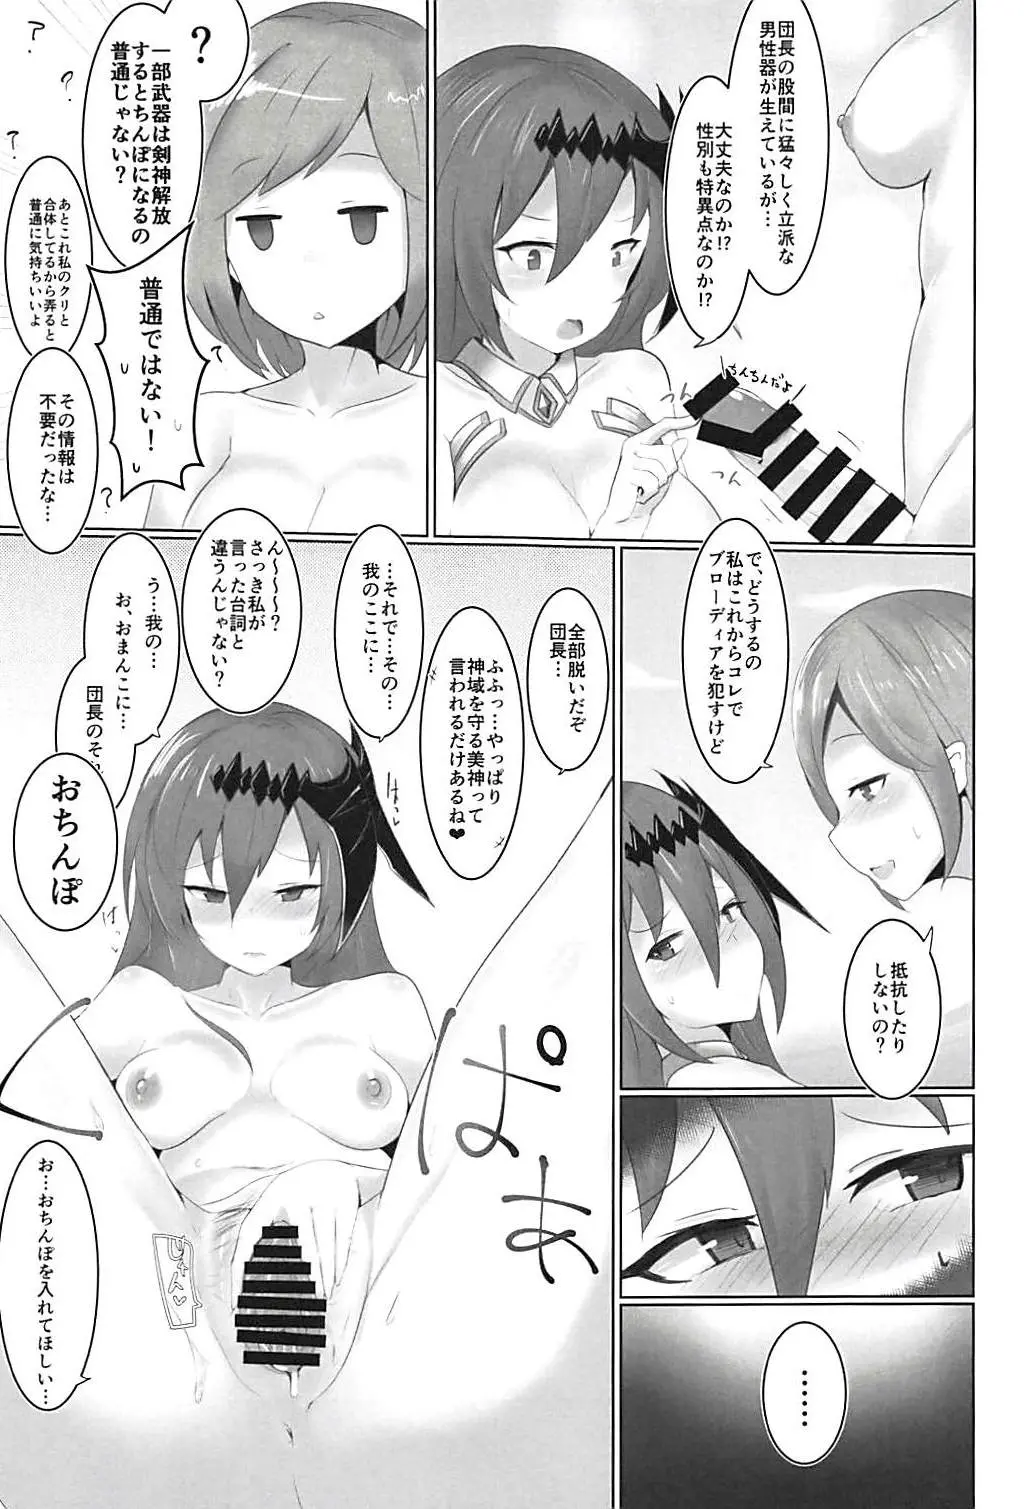 団長の股間に猛々しく立派な
男性器が生えているが…
大丈夫なのか!?
性別も特異点なのか!?
ちんちんだよ
つんつん
?
一部武器は剣神解放
するとちんぽになるの
普通じゃない?
普通ではない!
あとこれ私のクリと
合体してるから弄ると
普通に気持ちいいよ
その情報は
不要だったな…
で、どうするの
私はこれからコレで
ブローディアを犯すけど
抵抗したり
しないの?
………
全部脱いだぞ
団長…
ふふっ…やっぱり
神域を守る美神って
言われるだけあるね❤
…それで…その…
我のここに…
ん〜〜〜〜?
さっき私が
言った台詞と
違うんじゃない?
う…我の…
お、おまんこに…
団長のそ
おちんぽ
くぱぁ
お…おちんぽを入れてほしい…